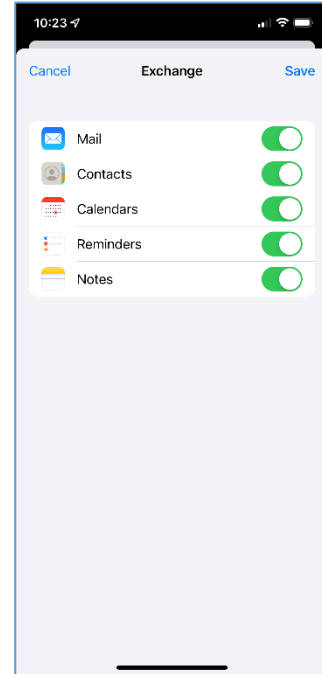 10:23
Cancel Exchange Save
Mail
Contacts
Calendars
Reminders
Notes